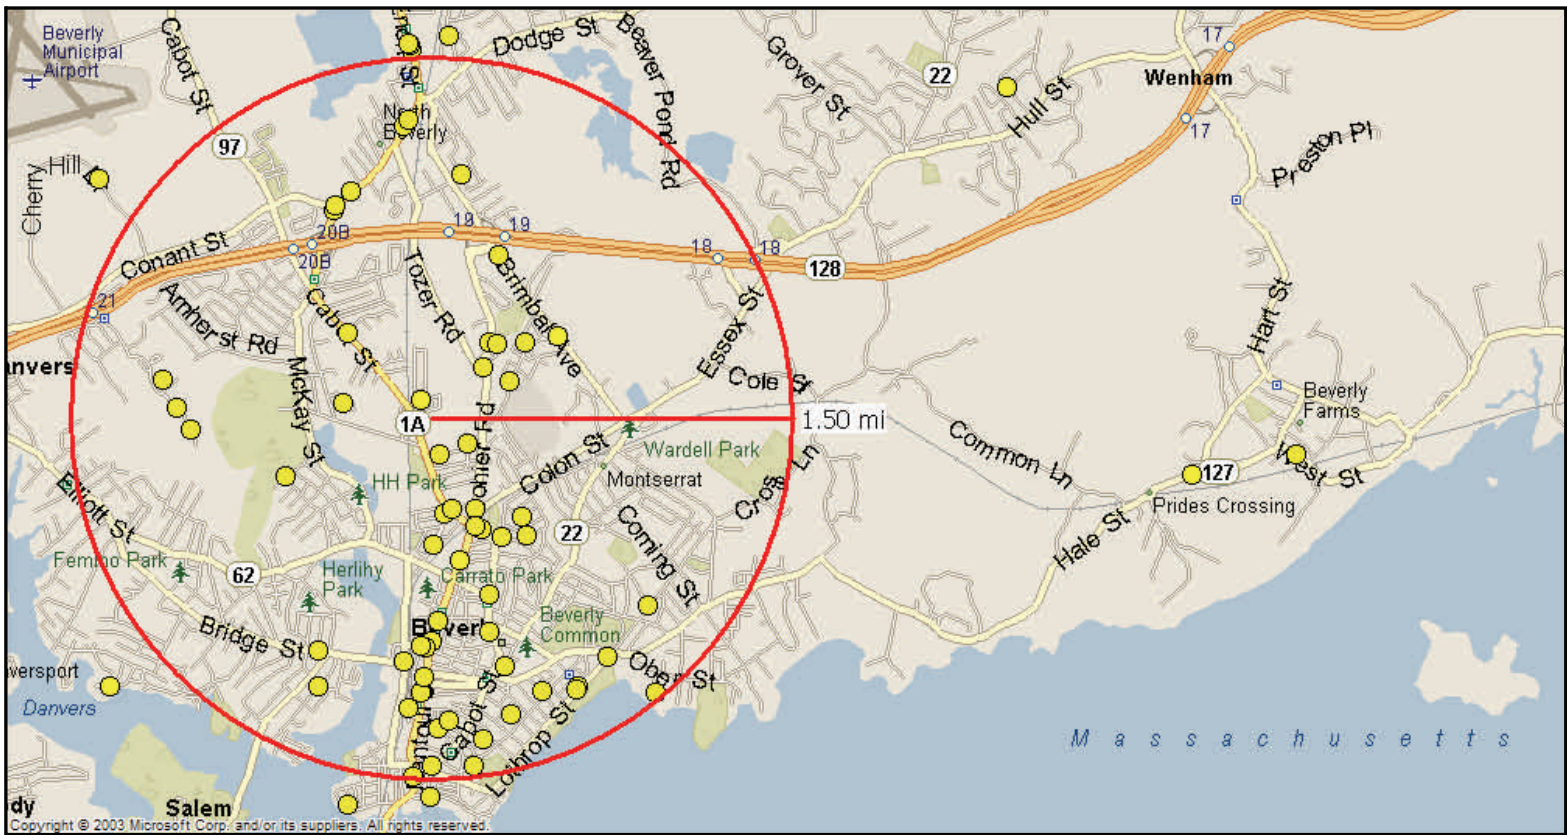 Beverly
Municipal
Airport
Cabot St
Dodge St
Beaver Pond Rd
Grover St
22
Hull St
17
Wenham
17
Preston Pl
North
Beverly
97
Cherry
Hill
Conant St
20B
20B
19
19
18
18
128
21
Amherst Rd
Cabot St
Tozer Rd
Brimbal Ave
Essex St
Cole St
Hart St
McKay St
1A
1.50 mi
Colon St
Wardell Park
Montserrat
Common Ln
Beverly
Farms
127
West St
Prides Crossing
HH Park
Elliott St
22
Corning St
Hale St
Femino Park
62
Herlihy
Park
Carrato Park
Beverly
Common
Bridge St
Ober St
Danvers
Cabot St
Lothrop St
Massachusetts
Salem
Copyright © 2003 Microsoft Corp. and/or its suppliers. All rights reserved.